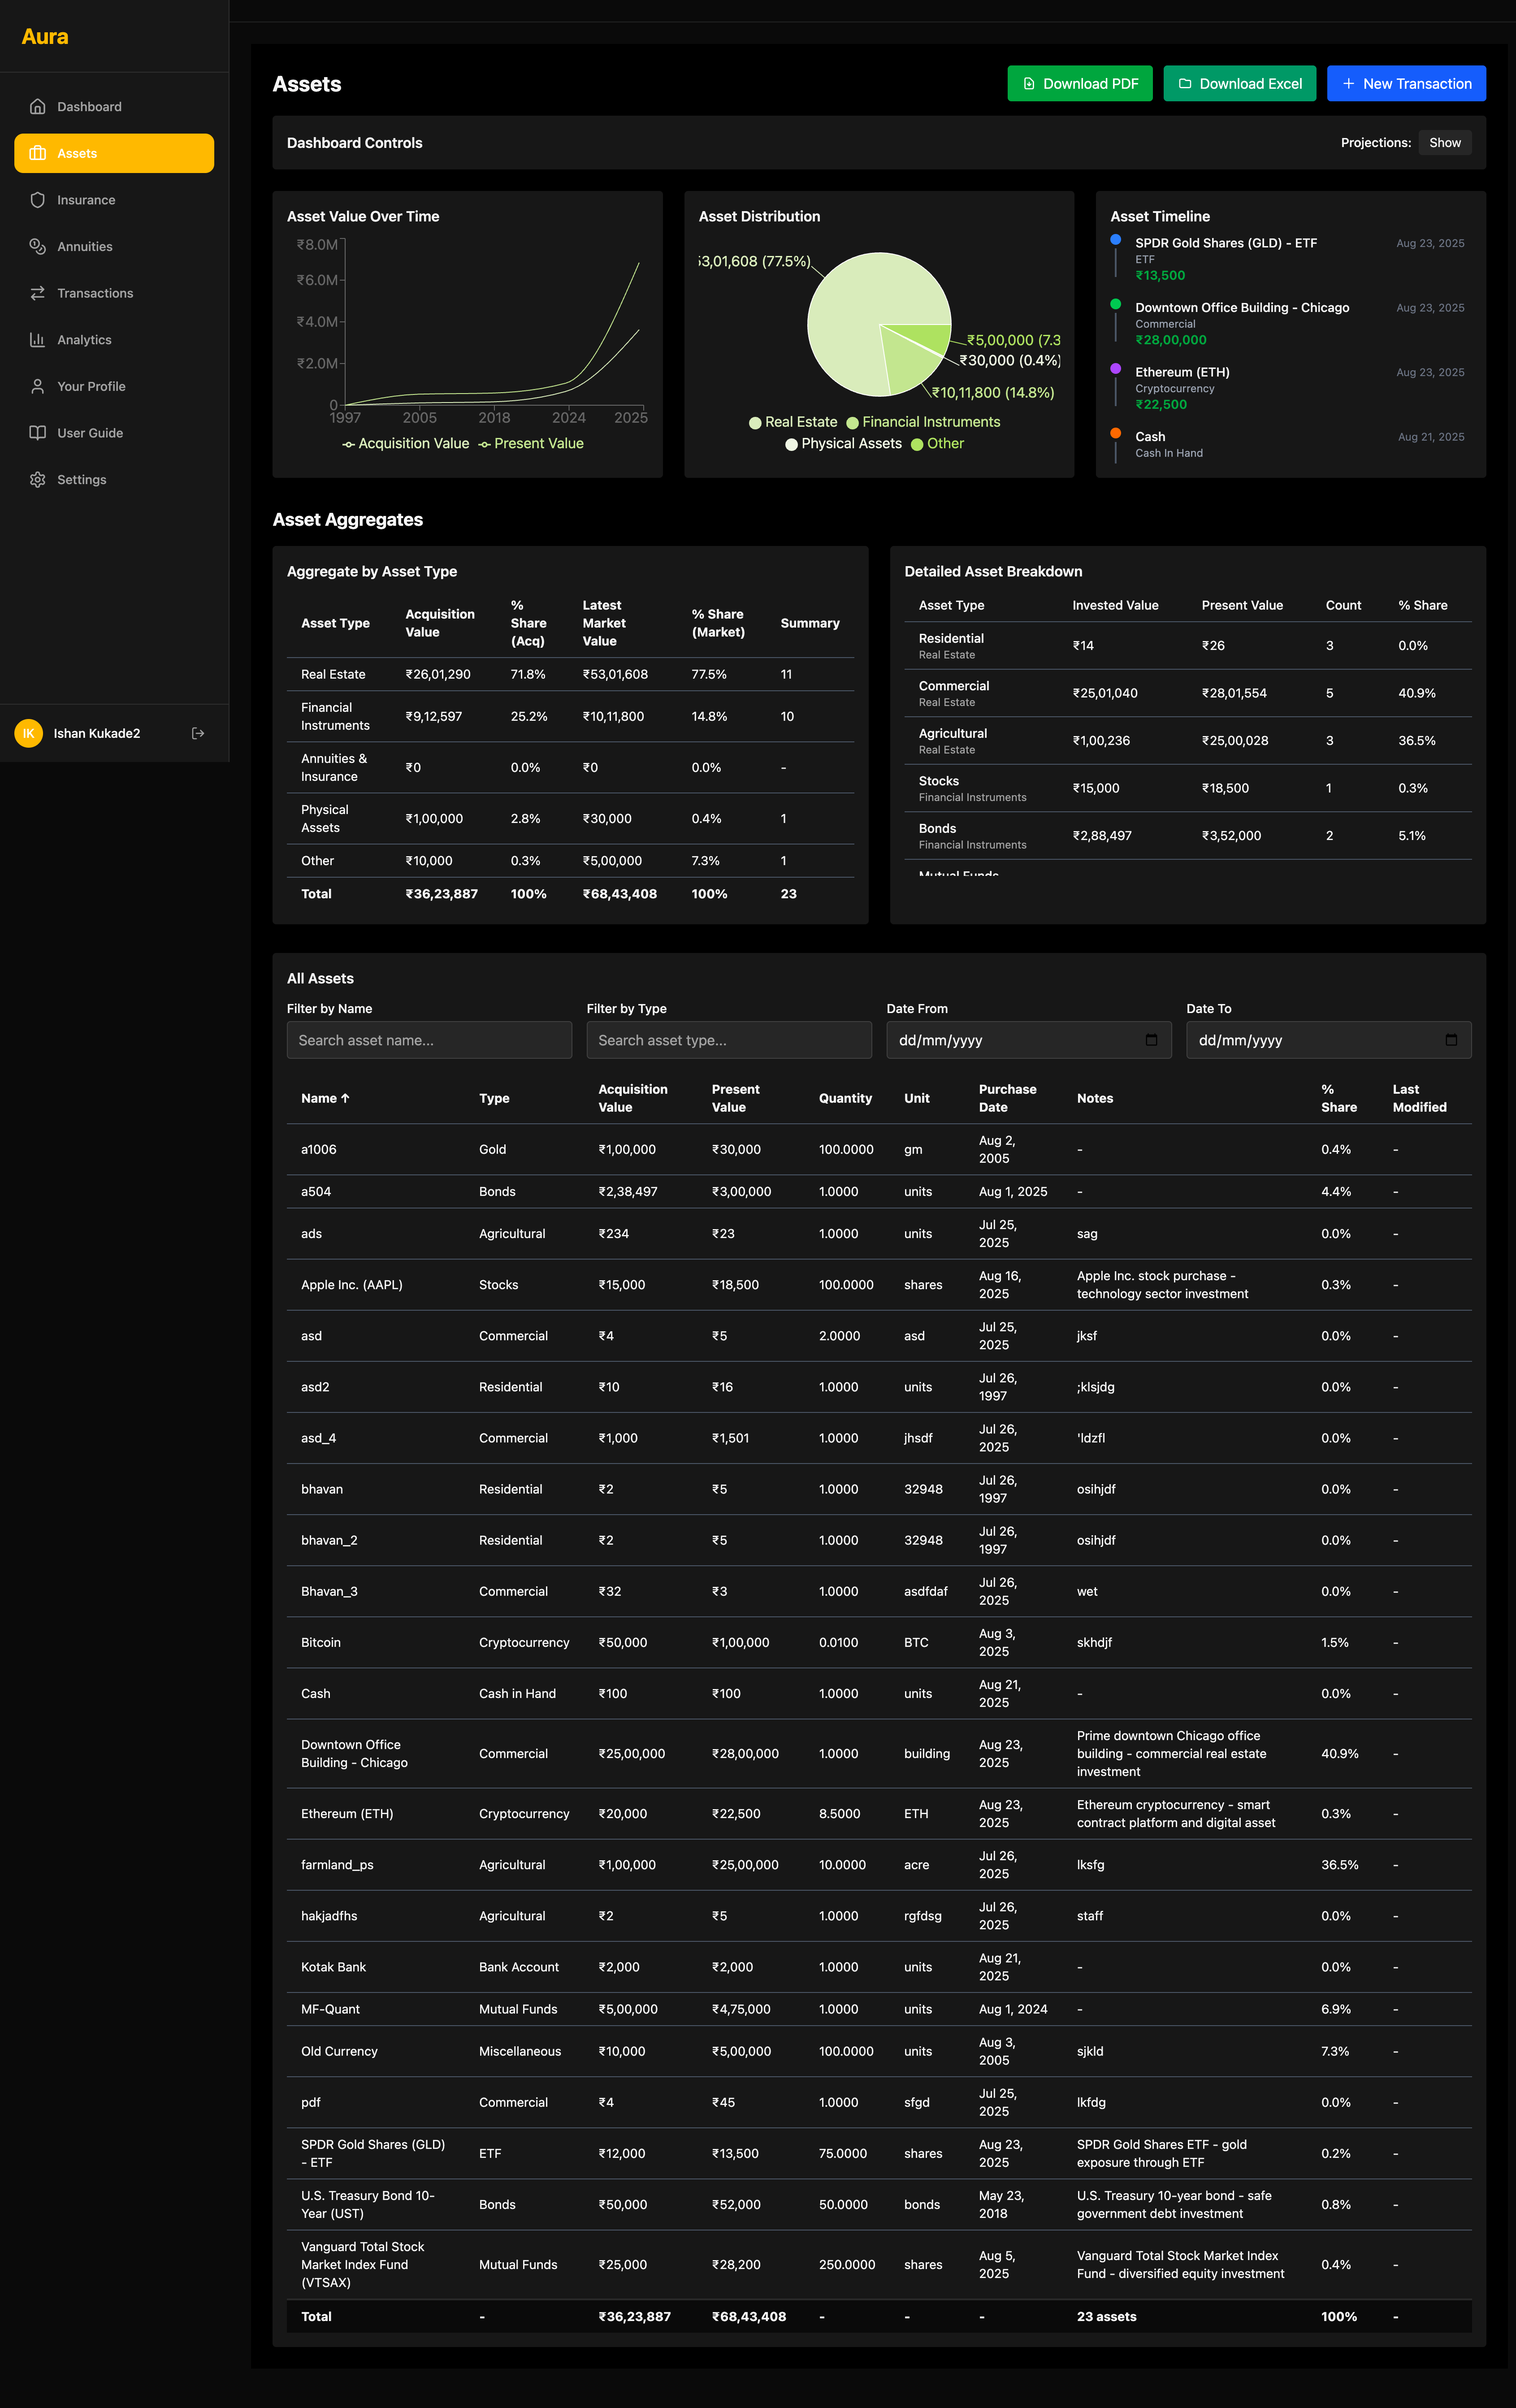 Aura
Dashboard
Assets
Insurance
Annuities
Transactions
Analytics
Your Profile
User Guide
Settings
IK Ishan Kukade2
Assets
Download PDF Download Excel New Transaction
Dashboard Controls Projections: Show
Asset Value Over Time
₹8.0M
₹6.0M
₹4.0M
₹2.0M
0
1997 2005 2018 2024 2025
Acquisition Value Present Value
Asset Distribution
3,01,608 (77.5%)
₹5,00,000 (7.3
₹30,000 (0.4%)
₹10,11,800 (14.8%)
Real Estate Financial Instruments
Physical Assets Other
Asset Timeline
SPDR Gold Shares (GLD) - ETF Aug 23, 2025
ETF
₹13,500
Downtown Office Building - Chicago Aug 23, 2025
Commercial
₹28,00,000
Ethereum (ETH) Aug 23, 2025
Cryptocurrency
₹22,500
Cash Aug 21, 2025
Cash In Hand
Asset Aggregates
Aggregate by Asset Type
Asset Type Acquisition Value % Share (Acq) Latest Market Value % Share (Market) Summary
Real Estate ₹26,01,290 71.8% ₹53,01,608 77.5% 11
Financial Instruments ₹9,12,597 25.2% ₹10,11,800 14.8% 10
Annuities & Insurance ₹0 0.0% ₹0 0.0% -
Physical Assets ₹1,00,000 2.8% ₹30,000 0.4% 1
Other ₹10,000 0.3% ₹5,00,000 7.3% 1
Total ₹36,23,887 100% ₹68,43,408 100% 23
Detailed Asset Breakdown
Asset Type Invested Value Present Value Count % Share
Residential Real Estate ₹14 ₹26 3 0.0%
Commercial Real Estate ₹25,01,040 ₹28,01,554 5 40.9%
Agricultural Real Estate ₹1,00,236 ₹25,00,028 3 36.5%
Stocks Financial Instruments ₹15,000 ₹18,500 1 0.3%
Bonds Financial Instruments ₹2,88,497 ₹3,52,000 2 5.1%
Mutual Funds
All Assets
Filter by Name Filter by Type Date From Date To
Search asset name... Search asset type... dd/mm/yyyy dd/mm/yyyy
Name ↑ Type Acquisition Value Present Value Quantity Unit Purchase Date Notes % Share Last Modified
a1006 Gold ₹1,00,000 ₹30,000 100.0000 gm Aug 2, 2005 - 0.4% -
a504 Bonds ₹2,38,497 ₹3,00,000 1.0000 units Aug 1, 2025 - 4.4% -
ads Agricultural ₹234 ₹23 1.0000 units Jul 25, 2025 sag 0.0% -
Apple Inc. (AAPL) Stocks ₹15,000 ₹18,500 100.0000 shares Aug 16, 2025 Apple Inc. stock purchase - technology sector investment 0.3% -
asd Commercial ₹4 ₹5 2.0000 asd Jul 25, 2025 jksf 0.0% -
asd2 Residential ₹10 ₹16 1.0000 units Jul 26, 1997 ;klsjdg 0.0% -
asd_4 Commercial ₹1,000 ₹1,501 1.0000 jhsdf Jul 26, 2025 'ldzfl 0.0% -
bhavan Residential ₹2 ₹5 1.0000 32948 Jul 26, 1997 osihjdf 0.0% -
bhavan_2 Residential ₹2 ₹5 1.0000 32948 Jul 26, 1997 osihjdf 0.0% -
Bhavan_3 Commercial ₹32 ₹3 1.0000 asdfdaf Jul 26, 2025 wet 0.0% -
Bitcoin Cryptocurrency ₹50,000 ₹1,00,000 0.0100 BTC Aug 3, 2025 skhdjf 1.5% -
Cash Cash in Hand ₹100 ₹100 1.0000 units Aug 21, 2025 - 0.0% -
Downtown Office Building - Chicago Commercial ₹25,00,000 ₹28,00,000 1.0000 building Aug 23, 2025 Prime downtown Chicago office building - commercial real estate investment 40.9% -
Ethereum (ETH) Cryptocurrency ₹20,000 ₹22,500 8.5000 ETH Aug 23, 2025 Ethereum cryptocurrency - smart contract platform and digital asset 0.3% -
farmland_ps Agricultural ₹1,00,000 ₹25,00,000 10.0000 acre Jul 26, 2025 lksfg 36.5% -
hakjadfhs Agricultural ₹2 ₹5 1.0000 rgfdsg Jul 26, 2025 staff 0.0% -
Kotak Bank Bank Account ₹2,000 ₹2,000 1.0000 units Aug 21, 2025 - 0.0% -
MF-Quant Mutual Funds ₹5,00,000 ₹4,75,000 1.0000 units Aug 1, 2024 - 6.9% -
Old Currency Miscellaneous ₹10,000 ₹5,00,000 100.0000 units Aug 3, 2005 sjkld 7.3% -
pdf Commercial ₹4 ₹45 1.0000 sfgd Jul 25, 2025 lkfdg 0.0% -
SPDR Gold Shares (GLD) - ETF ETF ₹12,000 ₹13,500 75.0000 shares Aug 23, 2025 SPDR Gold Shares ETF - gold exposure through ETF 0.2% -
U.S. Treasury Bond 10-Year (UST) Bonds ₹50,000 ₹52,000 50.0000 bonds May 23, 2018 U.S. Treasury 10-year bond - safe government debt investment 0.8% -
Vanguard Total Stock Market Index Fund (VTSAX) Mutual Funds ₹25,000 ₹28,200 250.0000 shares Aug 5, 2025 Vanguard Total Stock Market Index Fund - diversified equity investment 0.4% -
Total - ₹36,23,887 ₹68,43,408 - - - 23 assets 100% -